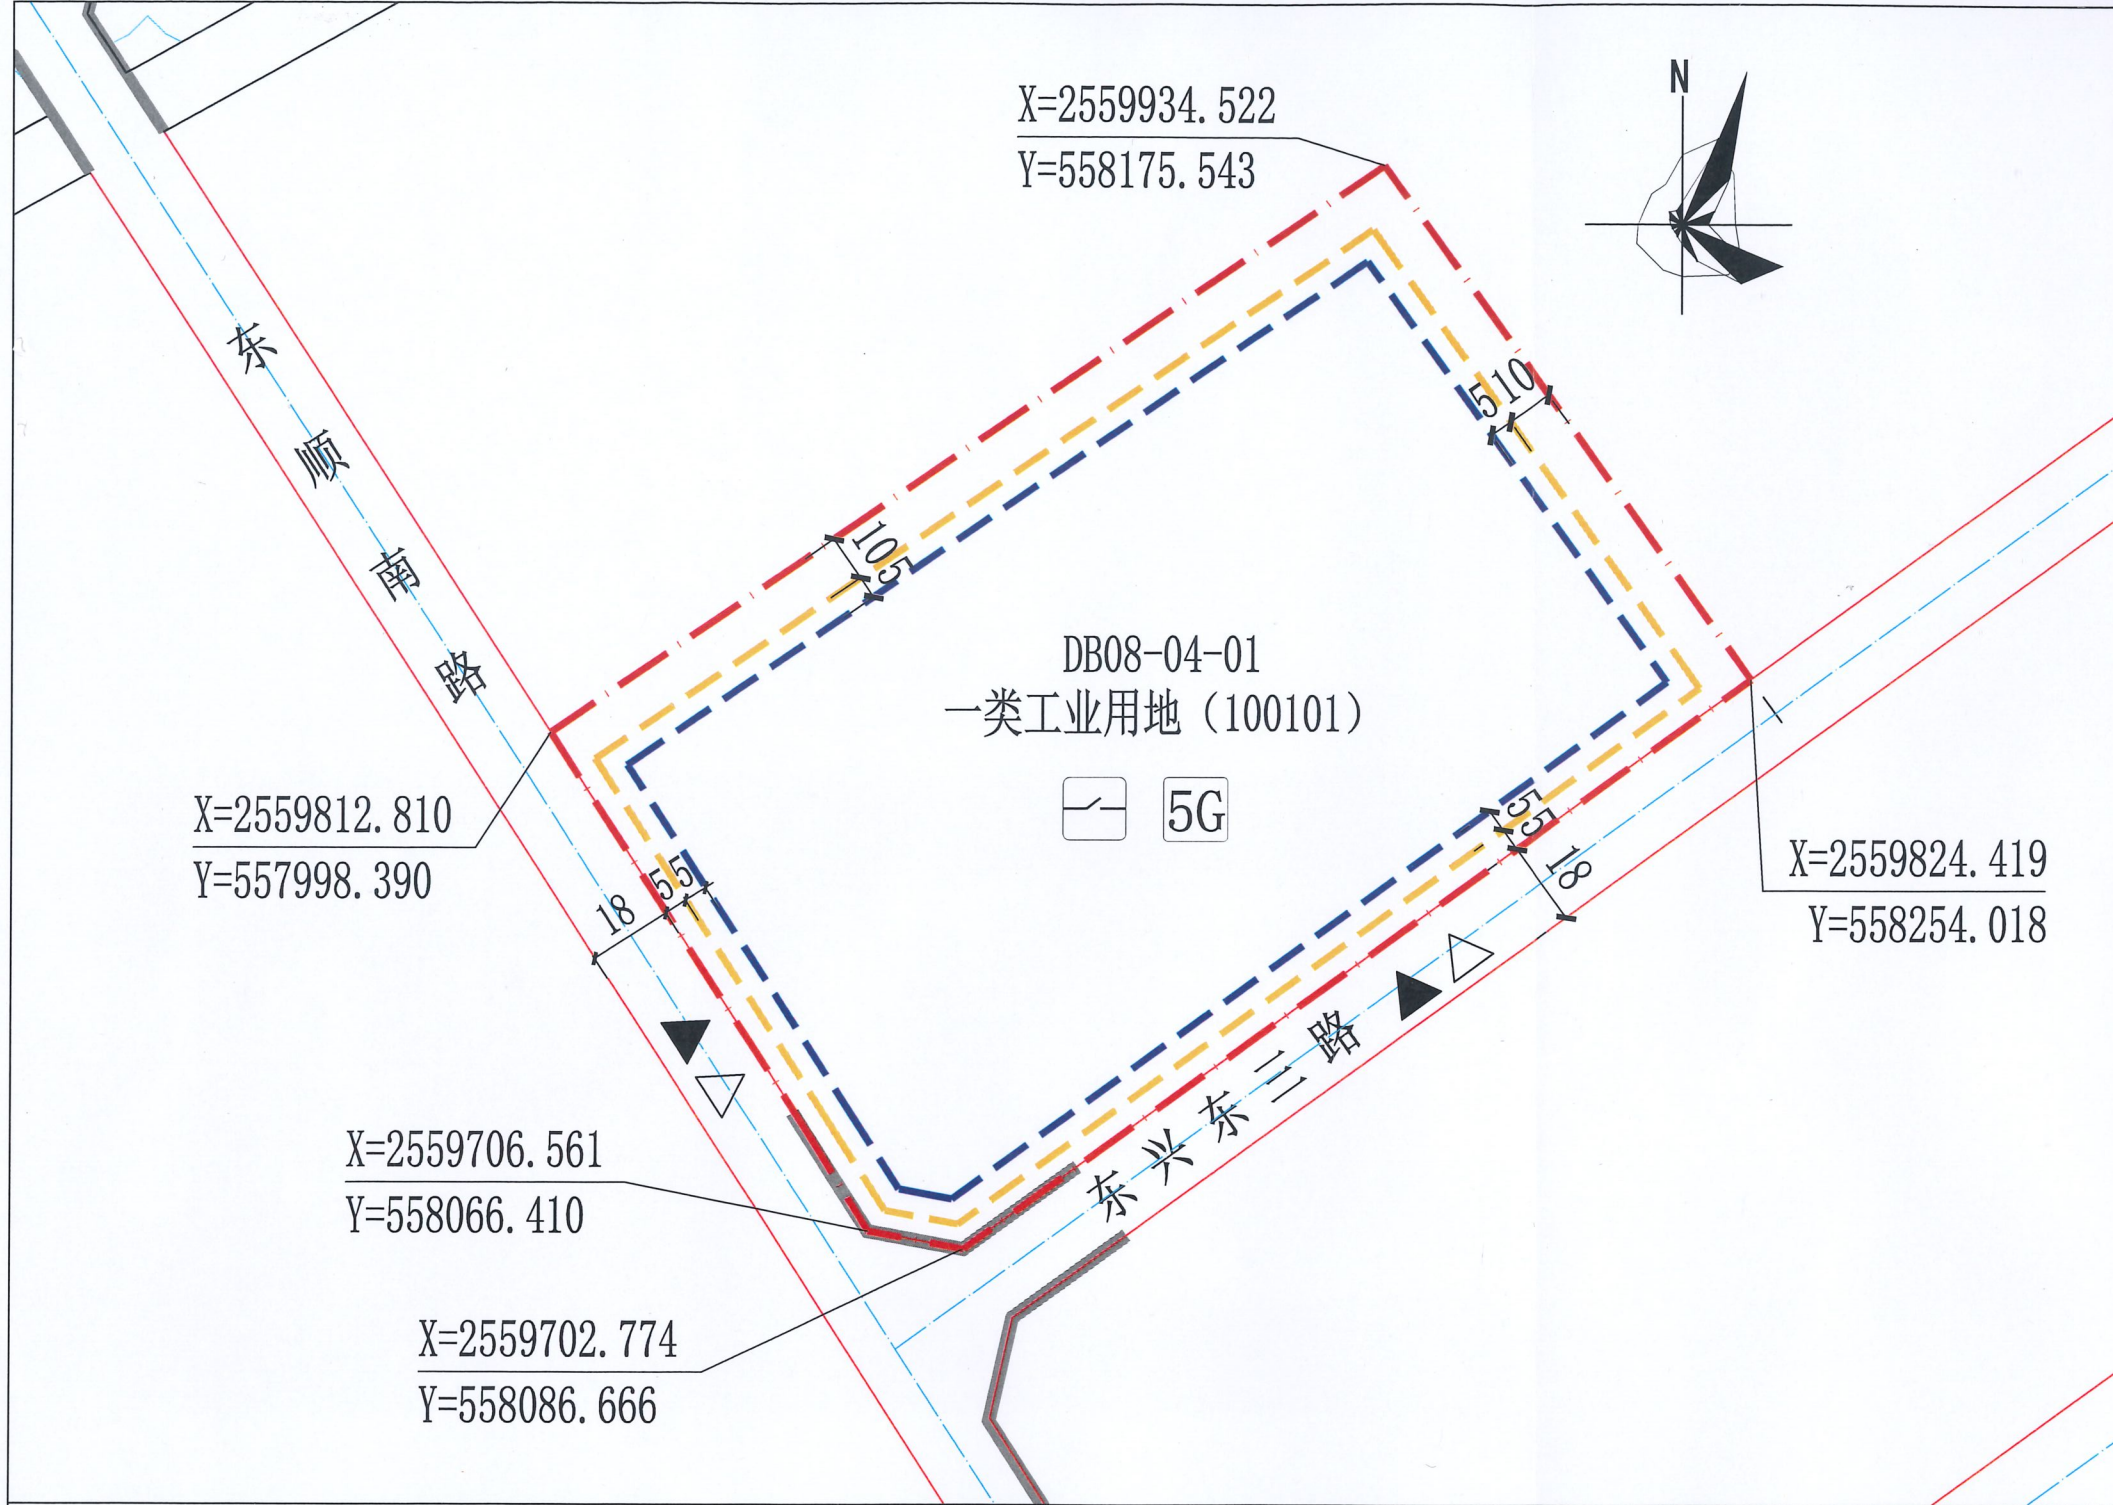 N
X=2559934.522
Y=558175.543
东顺南路
510
105
DB08-04-01
一类工业用地（100101）
5G
X=2559812.810
Y=557998.390
55
18
X=2559824.419
Y=558254.018
18
55
东兴东三路
X=2559706.561
Y=558066.410
X=2559702.774
Y=558086.666